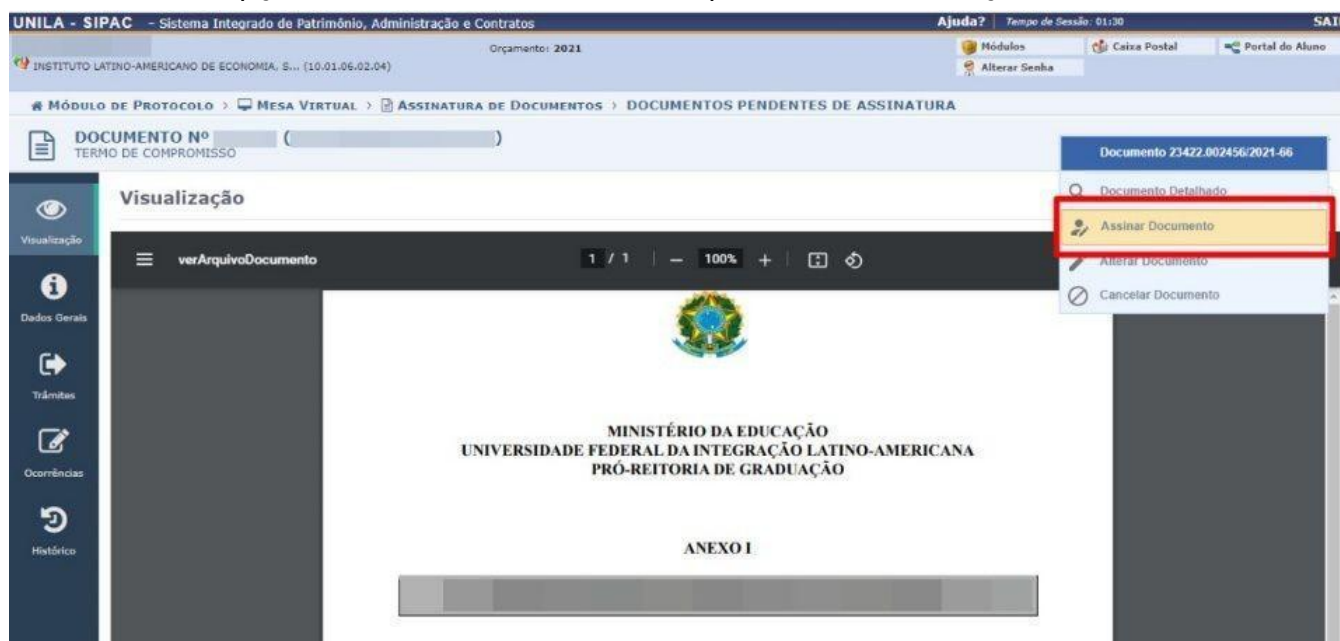 UNILA - SIPAC - Sistema Integrado de Patrimônio, Administração e Contratos
Ajuda? Tempo de Sessão: 01:30 SAI
Orçamento: 2021
Módulos Caixa Postal Portal do Aluno
INSTITUTO LATINO-AMERICANO DE ECONOMIA, S... (10.01.06.02.04)
Alterar Senha
MÓDULO DE PROTOCOLO > MESA VIRTUAL > ASSINATURA DE DOCUMENTOS > DOCUMENTOS PENDENTES DE ASSINATURA
DOCUMENTO Nº ( )
TERMO DE COMPROMISSO
Documento 23422.002456/2021-66
Documento Detalhado
Assinar Documento
Alterar Documento
Cancelar Documento
Visualização
Visualização
Dados Gerais
Trâmites
Ocorrências
Histórico
verArquivoDocumento 1 / 1 | − 100% + |
MINISTÉRIO DA EDUCAÇÃO
UNIVERSIDADE FEDERAL DA INTEGRAÇÃO LATINO-AMERICANA
PRÓ-REITORIA DE GRADUAÇÃO
ANEXO I